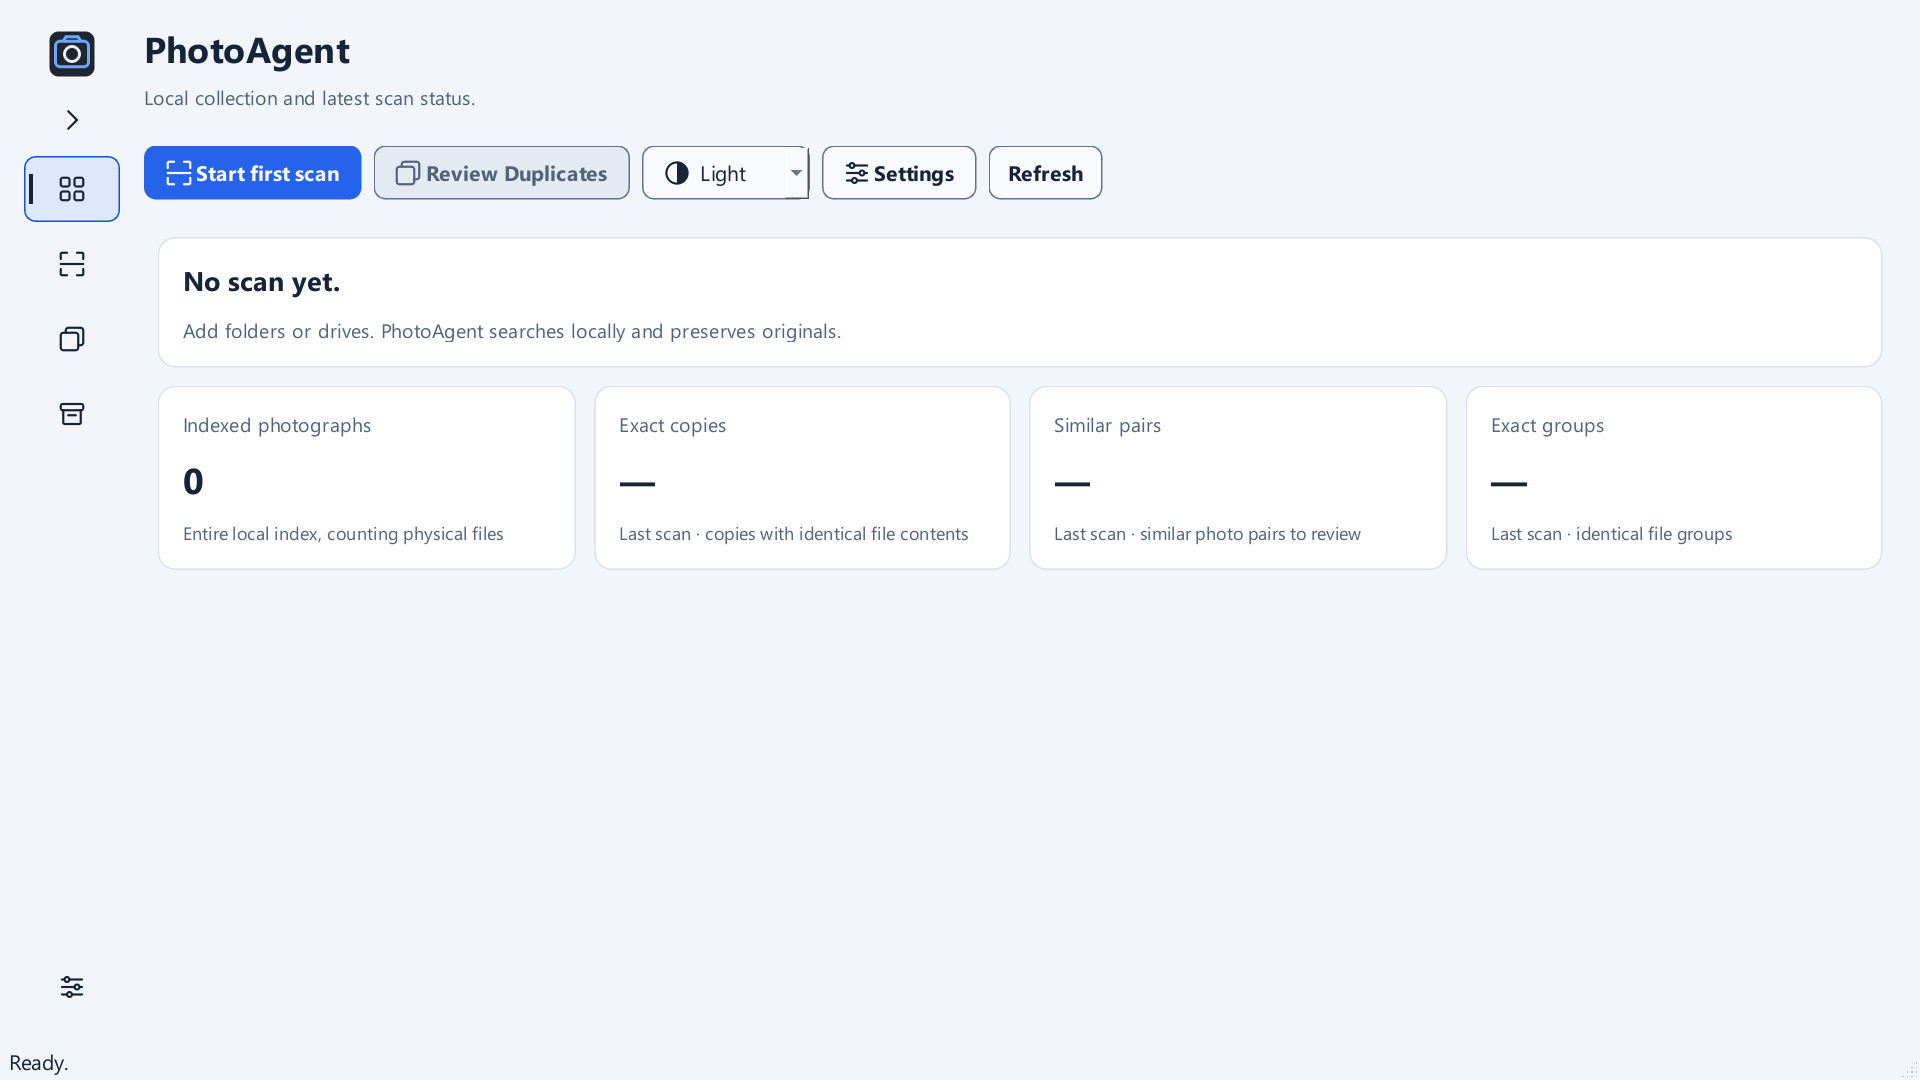 PhotoAgent
Local collection and latest scan status.
Start first scan
Review Duplicates
Light
Settings
Refresh
No scan yet.
Add folders or drives. PhotoAgent searches locally and preserves originals.
Indexed photographs
0
Entire local index, counting physical files
Exact copies
—
Last scan · copies with identical file contents
Similar pairs
—
Last scan · similar photo pairs to review
Exact groups
—
Last scan · identical file groups
Ready.